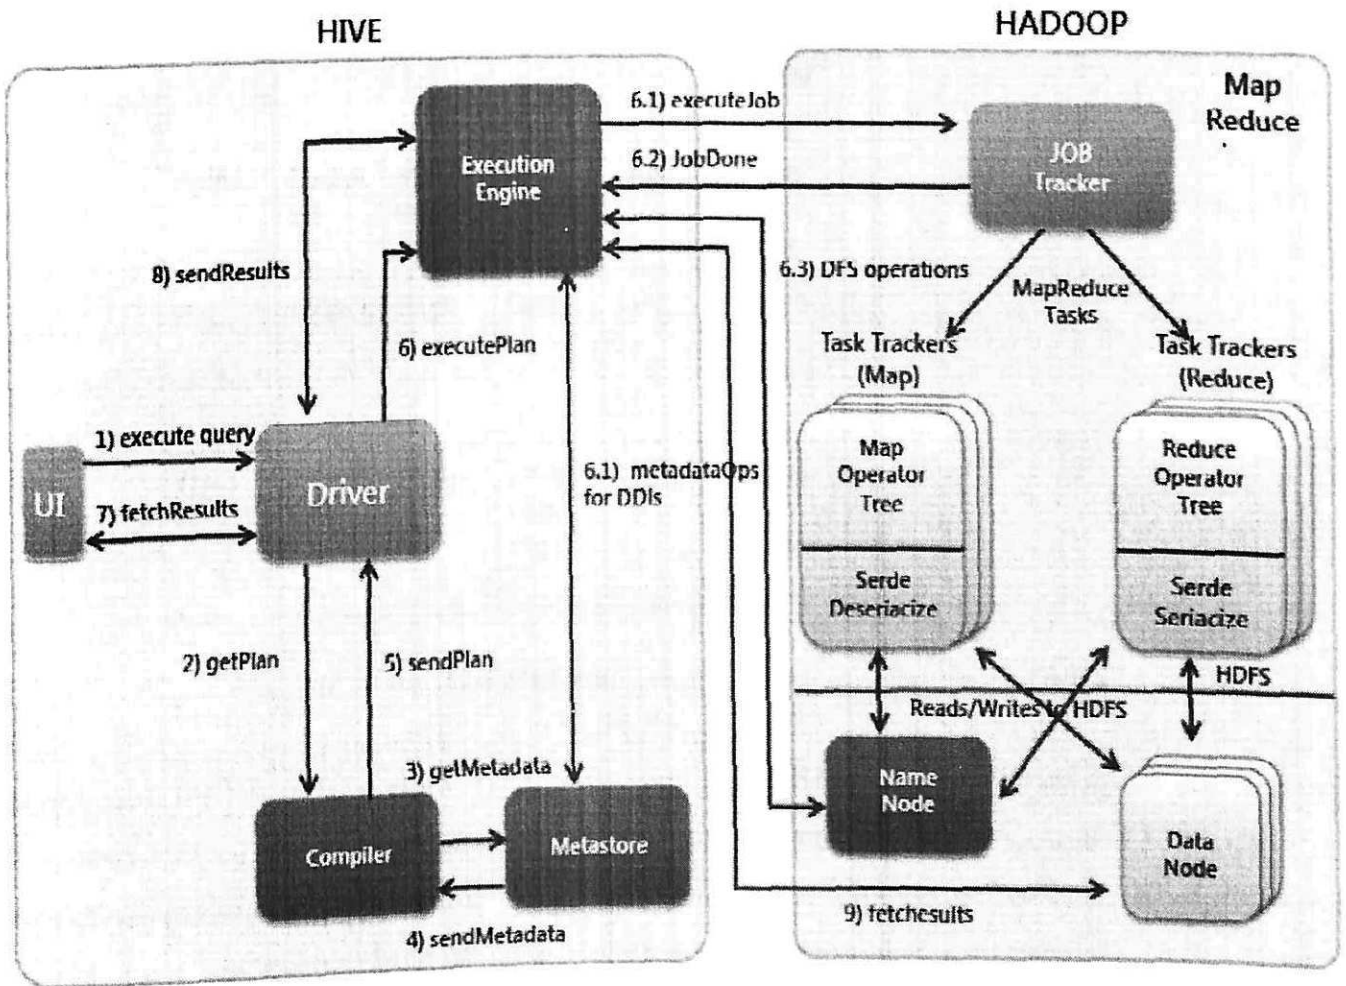 HIVE
HADOOP
Map
Reduce
6.1) executeJob
Execution
Engine
6.2) JobDone
JOB
Tracker
8) sendResults
6.3) DFS operations
MapReduce
Tasks
6) executePlan
Task Trackers
(Map)
Task Trackers
(Reduce)
1) execute query
UI
Driver
7) fetchResults
6.1) metadataOps
for DDIs
Map
Operator
Tree
Reduce
Operator
Tree
Serde
Deseriacize
Serde
Seriacize
2) getPlan
5) sendPlan
HDFS
Reads/Writes to HDFS
3) getMetadata
Name
Node
Compiler
Metastore
Data
Node
9) fetchesults
4) sendMetadata